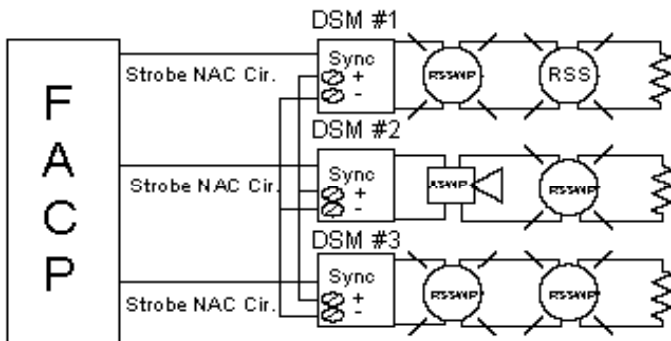 DSM #1
Sync
+
-
Strobe NAC Cir.
RSS
DSM #2
Sync
+
-
Strobe NAC Cir.
DSM #3
Sync
+
-
Strobe NAC Cir.
FACP